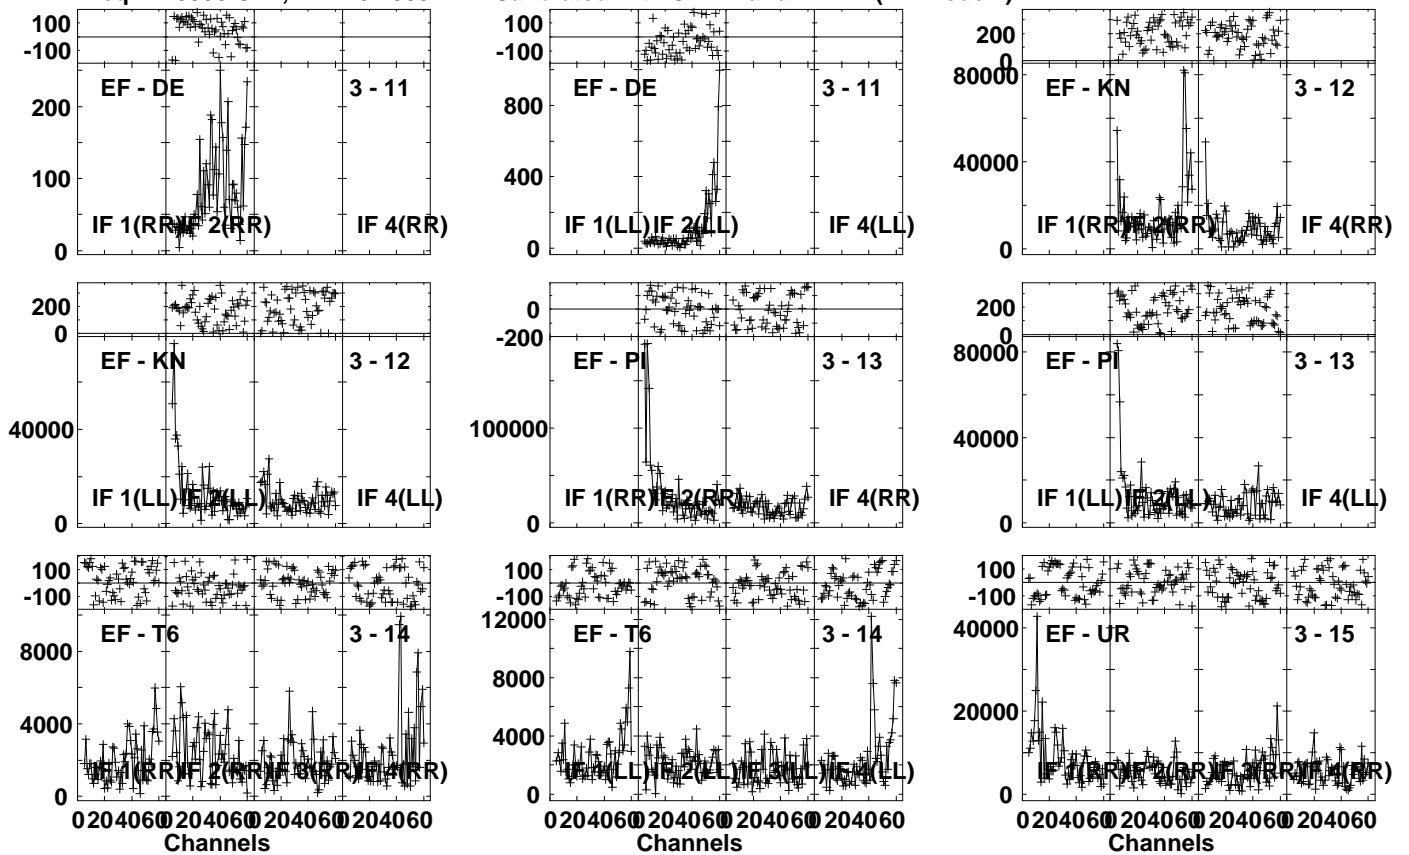 100 100 200
-100 -100 0
EF - DE 3 - 11 EF - DE 3 - 11 80000 EF - KN 3 - 12
200 800
100 400 40000
IF 1(RR) IF 2(RR) IF 4(RR) IF 1(LL) IF 2(LL) IF 4(LL) IF 1(RR) IF 2(RR) IF 4(RR)
0 0 0
200 0 200
0 -200 0
EF - KN 3 - 12 EF - PI 3 - 13 80000 EF - PI 3 - 13
40000 100000 40000
IF 1(LL) IF 2(LL) IF 4(LL) IF 1(RR) IF 2(RR) IF 4(RR) IF 1(LL) IF 2(LL) IF 4(LL)
0 0 0
100 100 100
-100 -100 -100
EF - T6 3 - 14 12000 EF - T6 3 - 14 40000 EF - UR 3 - 15
8000 8000
4000 4000 20000
IF 1(RR) IF 2(RR) IF 3(RR) IF 4(RR) IF 1(LL) IF 2(LL) IF 3(LL) IF 4(LL) IF 1(RR) IF 2(RR) IF 3(RR) IF 4(RR)
0 0 0
0 20 40 60 0 20 40 60 0 20 40 60 0 20 40 60 0 20 40 60 0 20 40 60 0 20 40 60 0 20 40 60 0 20 40 60 0 20 40 60 0 20 40 60 0 20 40 60
Channels Channels Channels